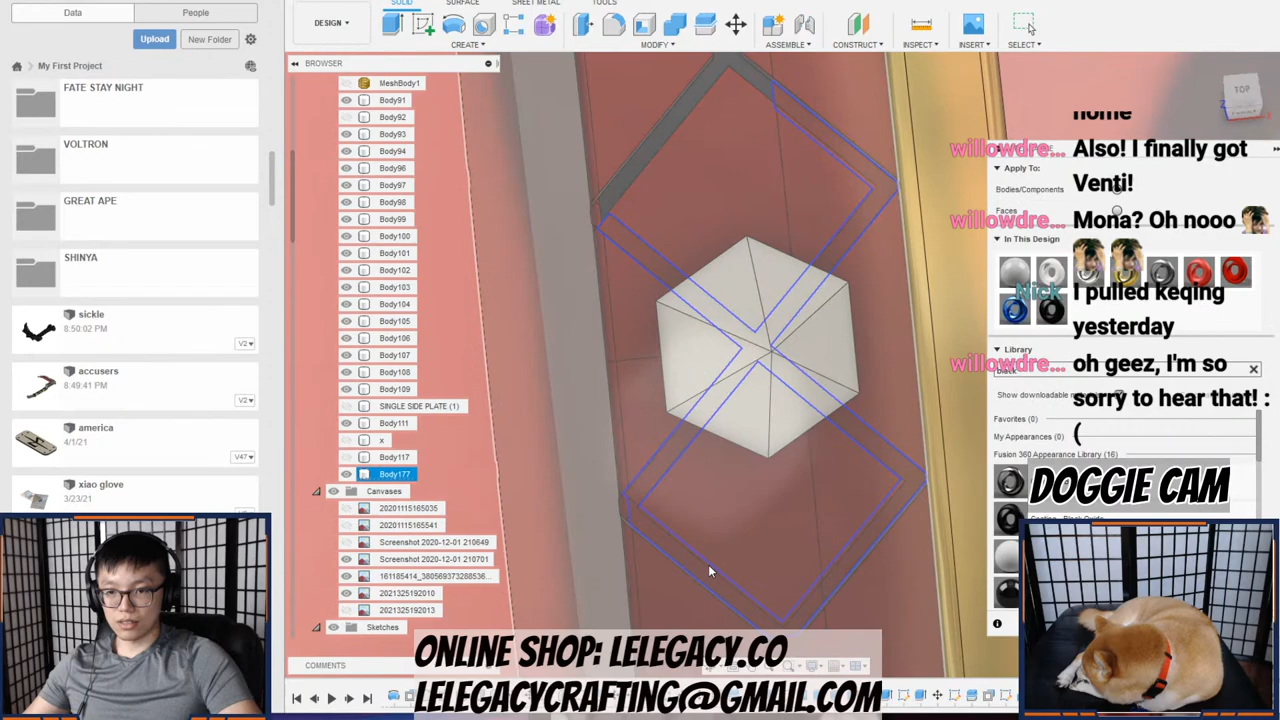 Data
People
Upload
New Folder
My First Project
FATE STAY NIGHT
VOLTRON
GREAT APE
SHINYA
sickle
8:50:02 PM
V2
accusers
8:49:41 PM
V2
america
4/1/21
V47
xiao glove
3/23/21
DESIGN
SOLID
SURFACE
SHEET METAL
TOOLS
CREATE
MODIFY
ASSEMBLE
CONSTRUCT
INSPECT
INSERT
SELECT
BROWSER
MeshBody1
Body91
Body92
Body93
Body94
Body96
Body97
Body98
Body99
Body100
Body101
Body102
Body103
Body104
Body105
Body106
Body107
Body108
Body109
SINGLE SIDE PLATE (1)
Body111
x
Body117
Body177
Canvases
20201115165035
20201115165541
Screenshot 2020-12-01 210649
Screenshot 2020-12-01 210701
161185414_380569373288536...
2021325192010
2021325192013
Sketches
COMMENTS
TOP
home
willowdre... Also! I finally got
Venti!
willowdre... Mona? Oh nooo
Nick I pulled keqing
yesterday
willowdre... oh geez, I'm so
sorry to hear that! :
(
Apply To:
Bodies/Components
Faces
In This Design
Library
black
Favorites (0)
My Appearances (0)
Fusion 360 Appearance Library (16)
DOGGIE CAM
ONLINE SHOP: LELEGACY.CO
LELEGACYCRAFTING@GMAIL.COM